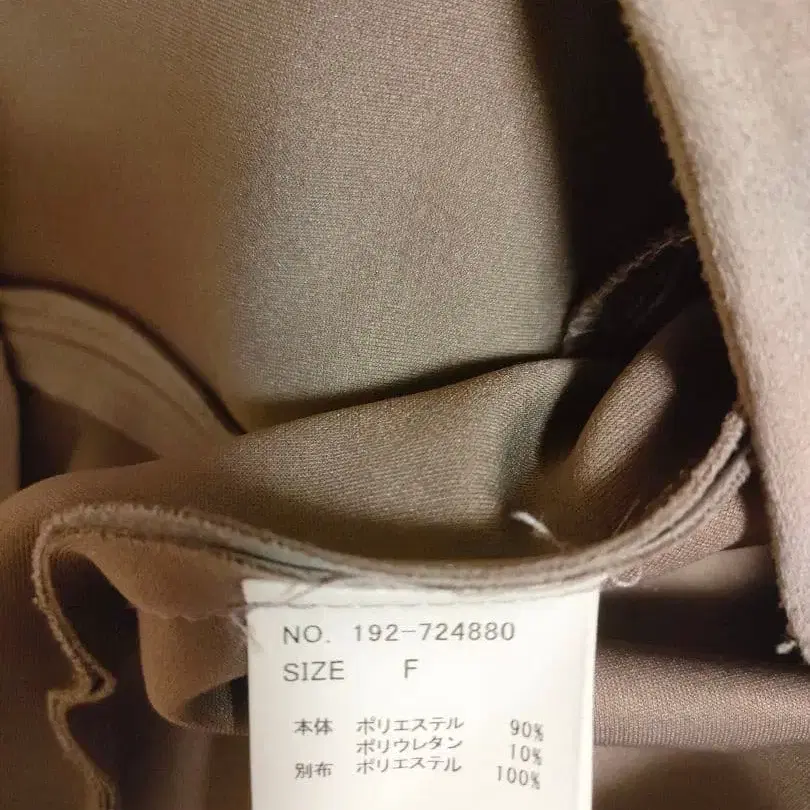 NO. 192-724880
SIZE F
本体 ポリエステル 90%
ポリウレタン 10%
別布 ポリエステル 100%